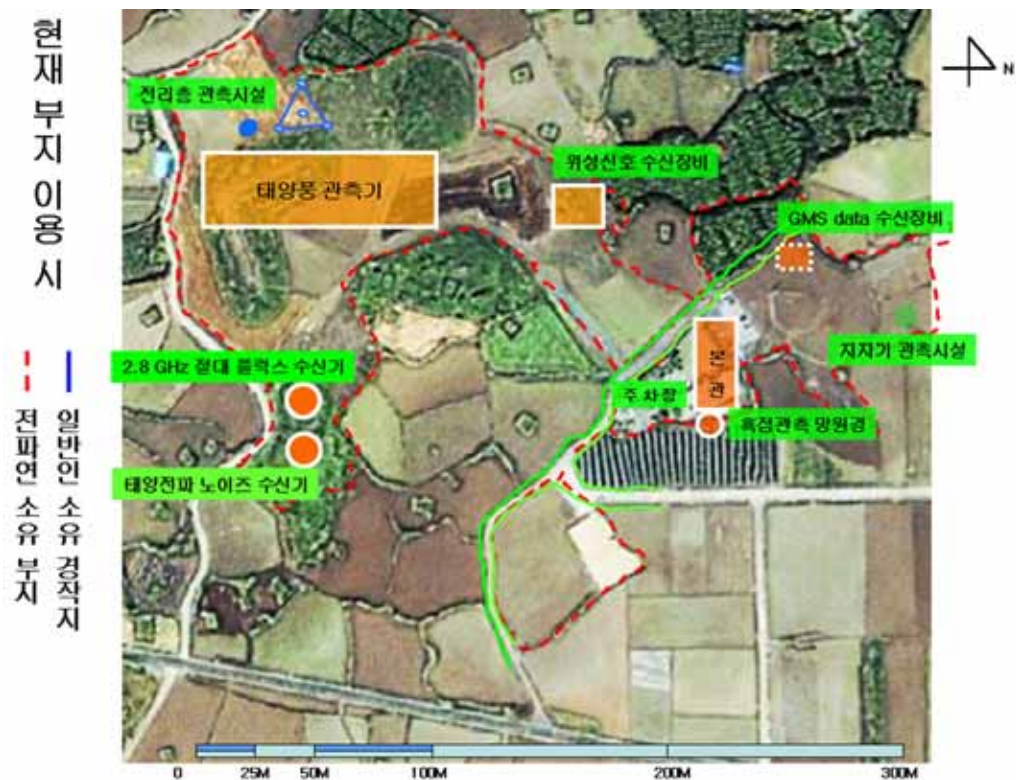 현재 부지 이용 시
전파연 소유 부지
일반인 소유 경작지
N
전리층 관측시설
태양풍 관측기
위성신호 수신장비
GMS data 수신장비
2.8 GHz 절대 플럭스 수신기
주차장
본관
지자기 관측시설
흑점관측 망원경
태양전파 노이즈 수신기
0 25M 50M 100M 200M 300M